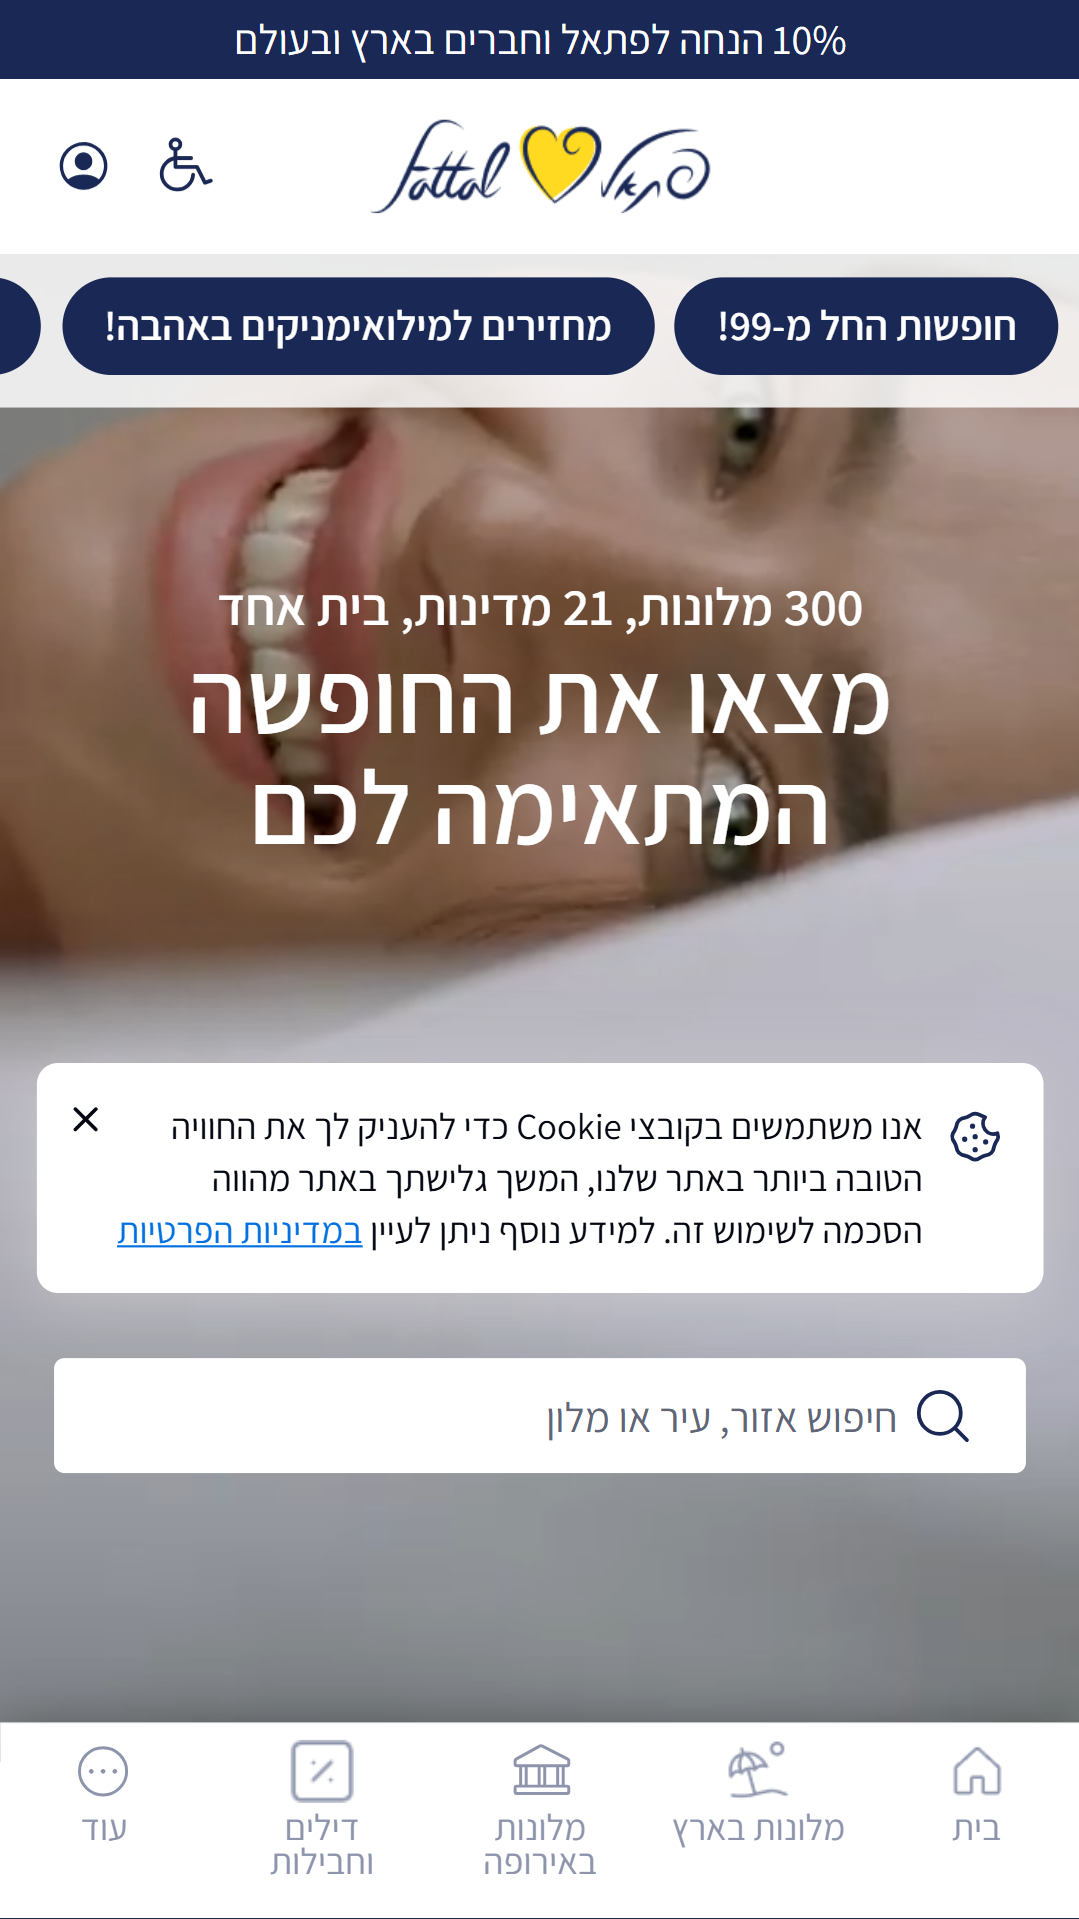 10% הנחה לפתאל וחברים בארץ ובעולם
פתאל fattal
חופשות החל מ-99!
מחזירים למילואימניקים באהבה!
300 מלונות, 21 מדינות, בית אחד
מצאו את החופשה
המתאימה לכם
אנו משתמשים בקובצי Cookie כדי להעניק לך את החוויה
הטובה ביותר באתר שלנו, המשך גלישתך באתר מהווה
הסכמה לשימוש זה. למידע נוסף ניתן לעיין במדיניות הפרטיות
חיפוש אזור, עיר או מלון
בית
מלונות בארץ
מלונות
באירופה
דילים
וחבילות
עוד